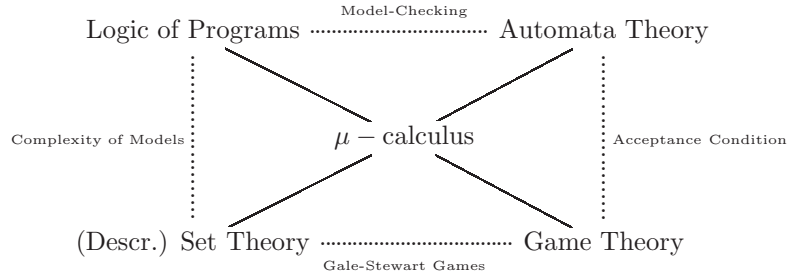 Model-Checking
Logic of Programs
Automata Theory
Complexity of Models
μ − calculus
Acceptance Condition
(Descr.) Set Theory
Game Theory
Gale-Stewart Games